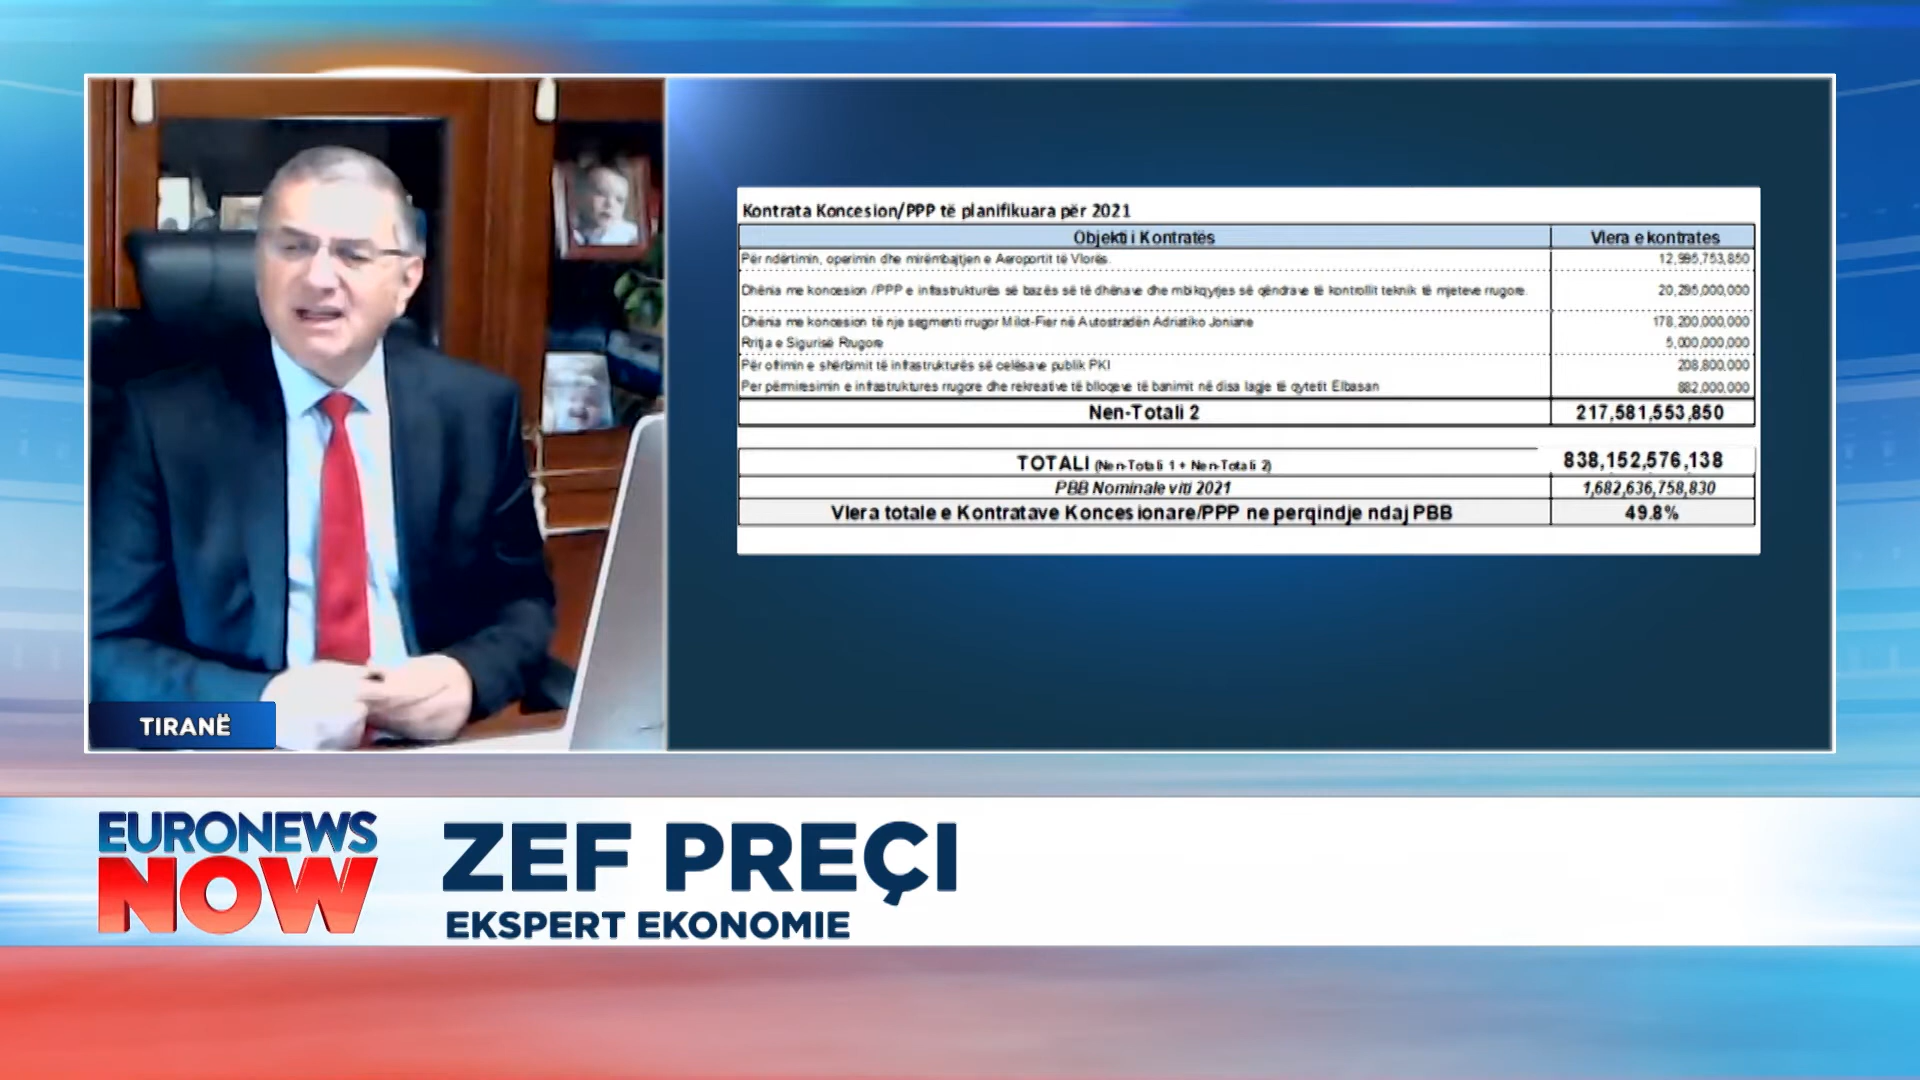 Kontrata Koncesion/PPP të planifikuara për 2021
Objekti i Kontratës Vlera e kontrates
Për ndërtimin, operimin dhe mirëmbajtjen e Aeroportit të Vlorës. 12,995,753,850
Dhënia me koncesion /PPP e infrastrukturës së bazës së të dhënave dhe mbikqyrjes së qëndrave të kontrollit teknik të mjeteve rrugore. 20,295,000,000
Dhënia me koncesion të nje segmenti rrugor Milot-Fier në Autostradën Adriatiko Joniane 178,200,000,000
Rritja e Sigurisë Rrugore 5,000,000,000
Për ofrimin e shërbimit të infrastrukturës së celësave publik PKI 208,800,000
Per përmiresimin e infrastruktures rrugore dhe rekreative të blloqeve të banimit në disa lagje të qytetit Elbasan 882,000,000
Nen-Totali 2 217,581,553,850
TOTALI (Nen-Totali 1 + Nen-Totali 2) 838,152,576,138
PBB Nominale viti 2021 1,682,636,758,830
Vlera totale e Kontratave Koncesionare/PPP ne perqindje ndaj PBB 49.8%
TIRANË
EURONEWS
NOW
ZEF PREÇI
EKSPERT EKONOMIE